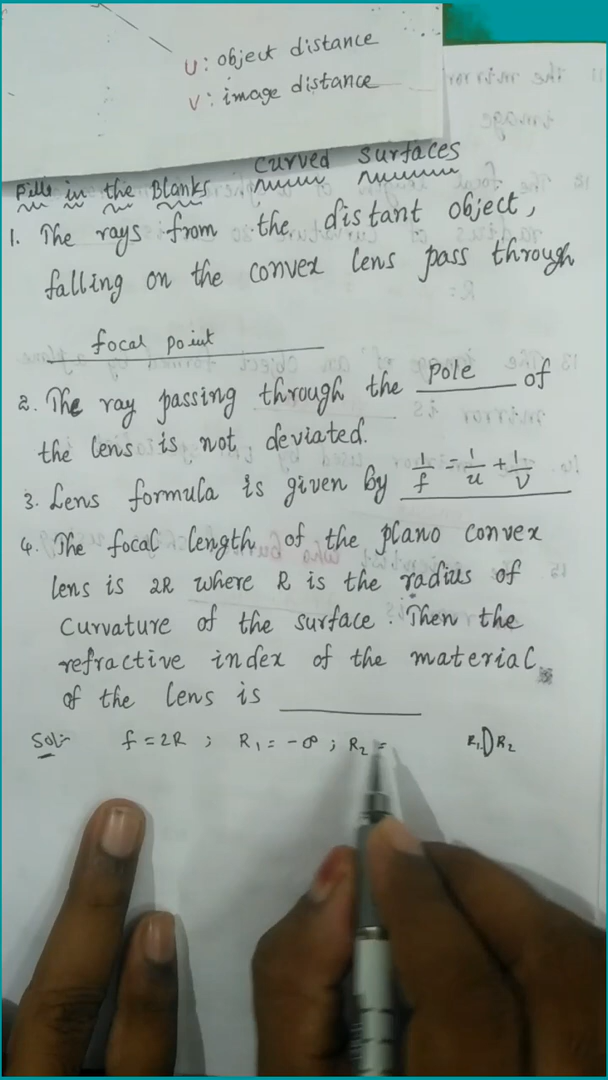 u: object distance
v: image distance
Fills in the Blanks curved surfaces
1. The rays from the distant object,
falling on the convex lens pass through
focal point
2. The ray passing through the Pole of
the lens is not deviated.
3. Lens formula is given by 1/f = 1/u + 1/v
4. The focal length of the plano convex
lens is 2R where R is the radius of
curvature of the surface. Then the
refractive index of the material
of the lens is
Sol:- f = 2R ; R₁ = -∞ ; R₂ = R₁ D R₂